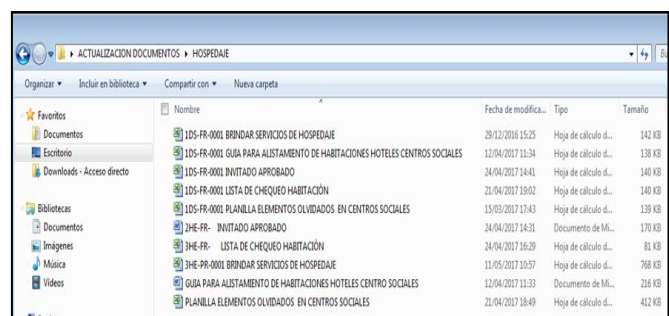 ACTUALIZACION DOCUMENTOS HOSPEDAJE
Organizar Incluir en biblioteca Compartir con Nueva carpeta
Nombre Fecha de modifica... Tipo Tamaño
Favoritos
Documentos
Escritorio
Downloads - Acceso directo
Bibliotecas
Documentos
Imágenes
Música
Vídeos
1DS-FR-0001 BRINDAR SERVICIOS DE HOSPEDAJE 29/12/2016 15:25 Hoja de cálculo d... 142 KB
1DS-FR-0001 GUIA PARA ALISTAMIENTO DE HABITACIONES HOTELES CENTROS SOCIALES 12/04/2017 11:34 Hoja de cálculo d... 138 KB
1DS-FR-0001 INVITADO APROBADO 24/04/2017 14:41 Hoja de cálculo d... 140 KB
1DS-FR-0001 LISTA DE CHEQUEO HABITACIÓN 21/04/2017 19:02 Hoja de cálculo d... 140 KB
1DS-FR-0001 PLANILLA ELEMENTOS OLVIDADOS EN CENTROS SOCIALES 15/03/2017 17:43 Hoja de cálculo d... 139 KB
2HE-FR- INVITADO APROBADO 24/04/2017 14:31 Documento de Mi... 170 KB
3HE-FR- LISTA DE CHEQUEO HABITACIÓN 24/04/2017 16:29 Hoja de cálculo d... 81 KB
3HE-PR-0001 BRINDAR SERVICIOS DE HOSPEDAJE 11/05/2017 10:57 Hoja de cálculo d... 768 KB
GUIA PARA ALISTAMIENTO DE HABITACIONES HOTELES CENTRO SOCIALES 12/04/2017 11:33 Documento de Mi... 216 KB
PLANILLA ELEMENTOS OLVIDADOS EN CENTROS SOCIALES 21/04/2017 18:49 Hoja de cálculo d... 412 KB